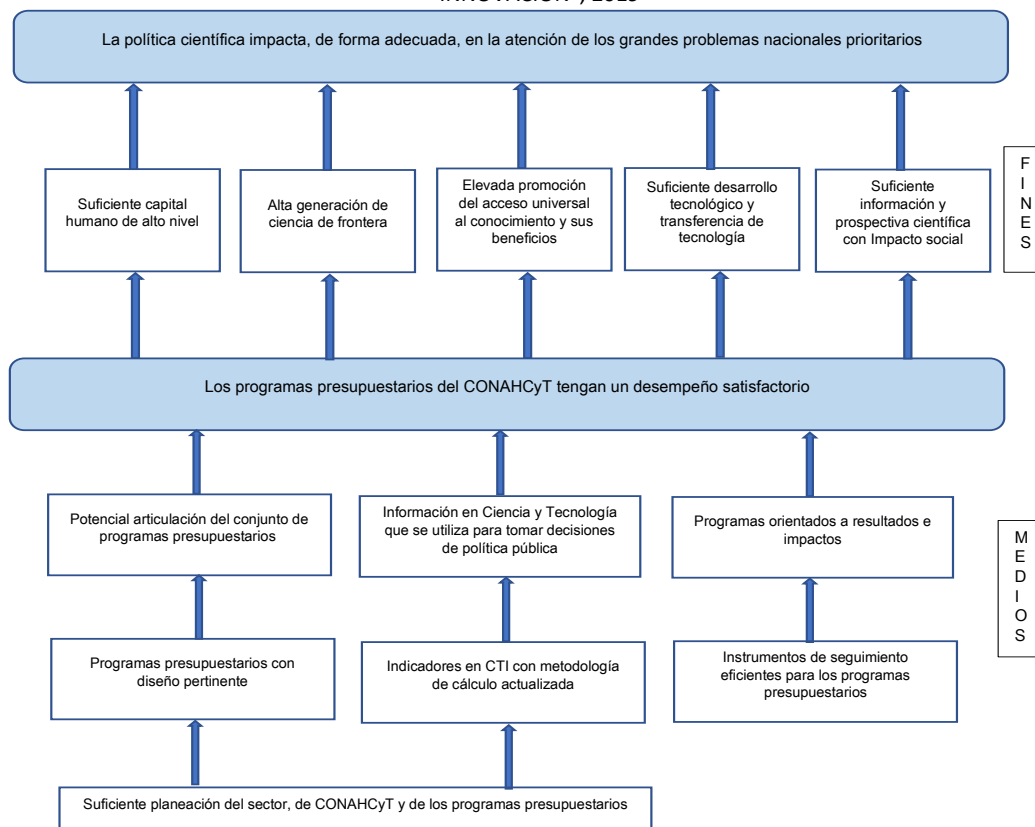 La política científica impacta, de forma adecuada, en la atención de los grandes problemas nacionales prioritarios
Suficiente capital
humano de alto nivel
Alta generación de
ciencia de frontera
Elevada promoción
del acceso universal
al conocimiento y sus
beneficios
Suficiente desarrollo
tecnológico y
transferencia de
tecnología
Suficiente
información y
prospectiva científica
con Impacto social
F
I
N
E
S
Los programas presupuestarios del CONAHCyT tengan un desempeño satisfactorio
Potencial articulación del conjunto de
programas presupuestarios
Información en Ciencia y Tecnología
que se utiliza para tomar decisiones
de política pública
Programas orientados a resultados e
impactos
M
E
D
I
O
S
Programas presupuestarios con
diseño pertinente
Indicadores en CTI con metodología
de cálculo actualizada
Instrumentos de seguimiento
eficientes para los programas
presupuestarios
Suficiente planeación del sector, de CONAHCyT y de los programas presupuestarios